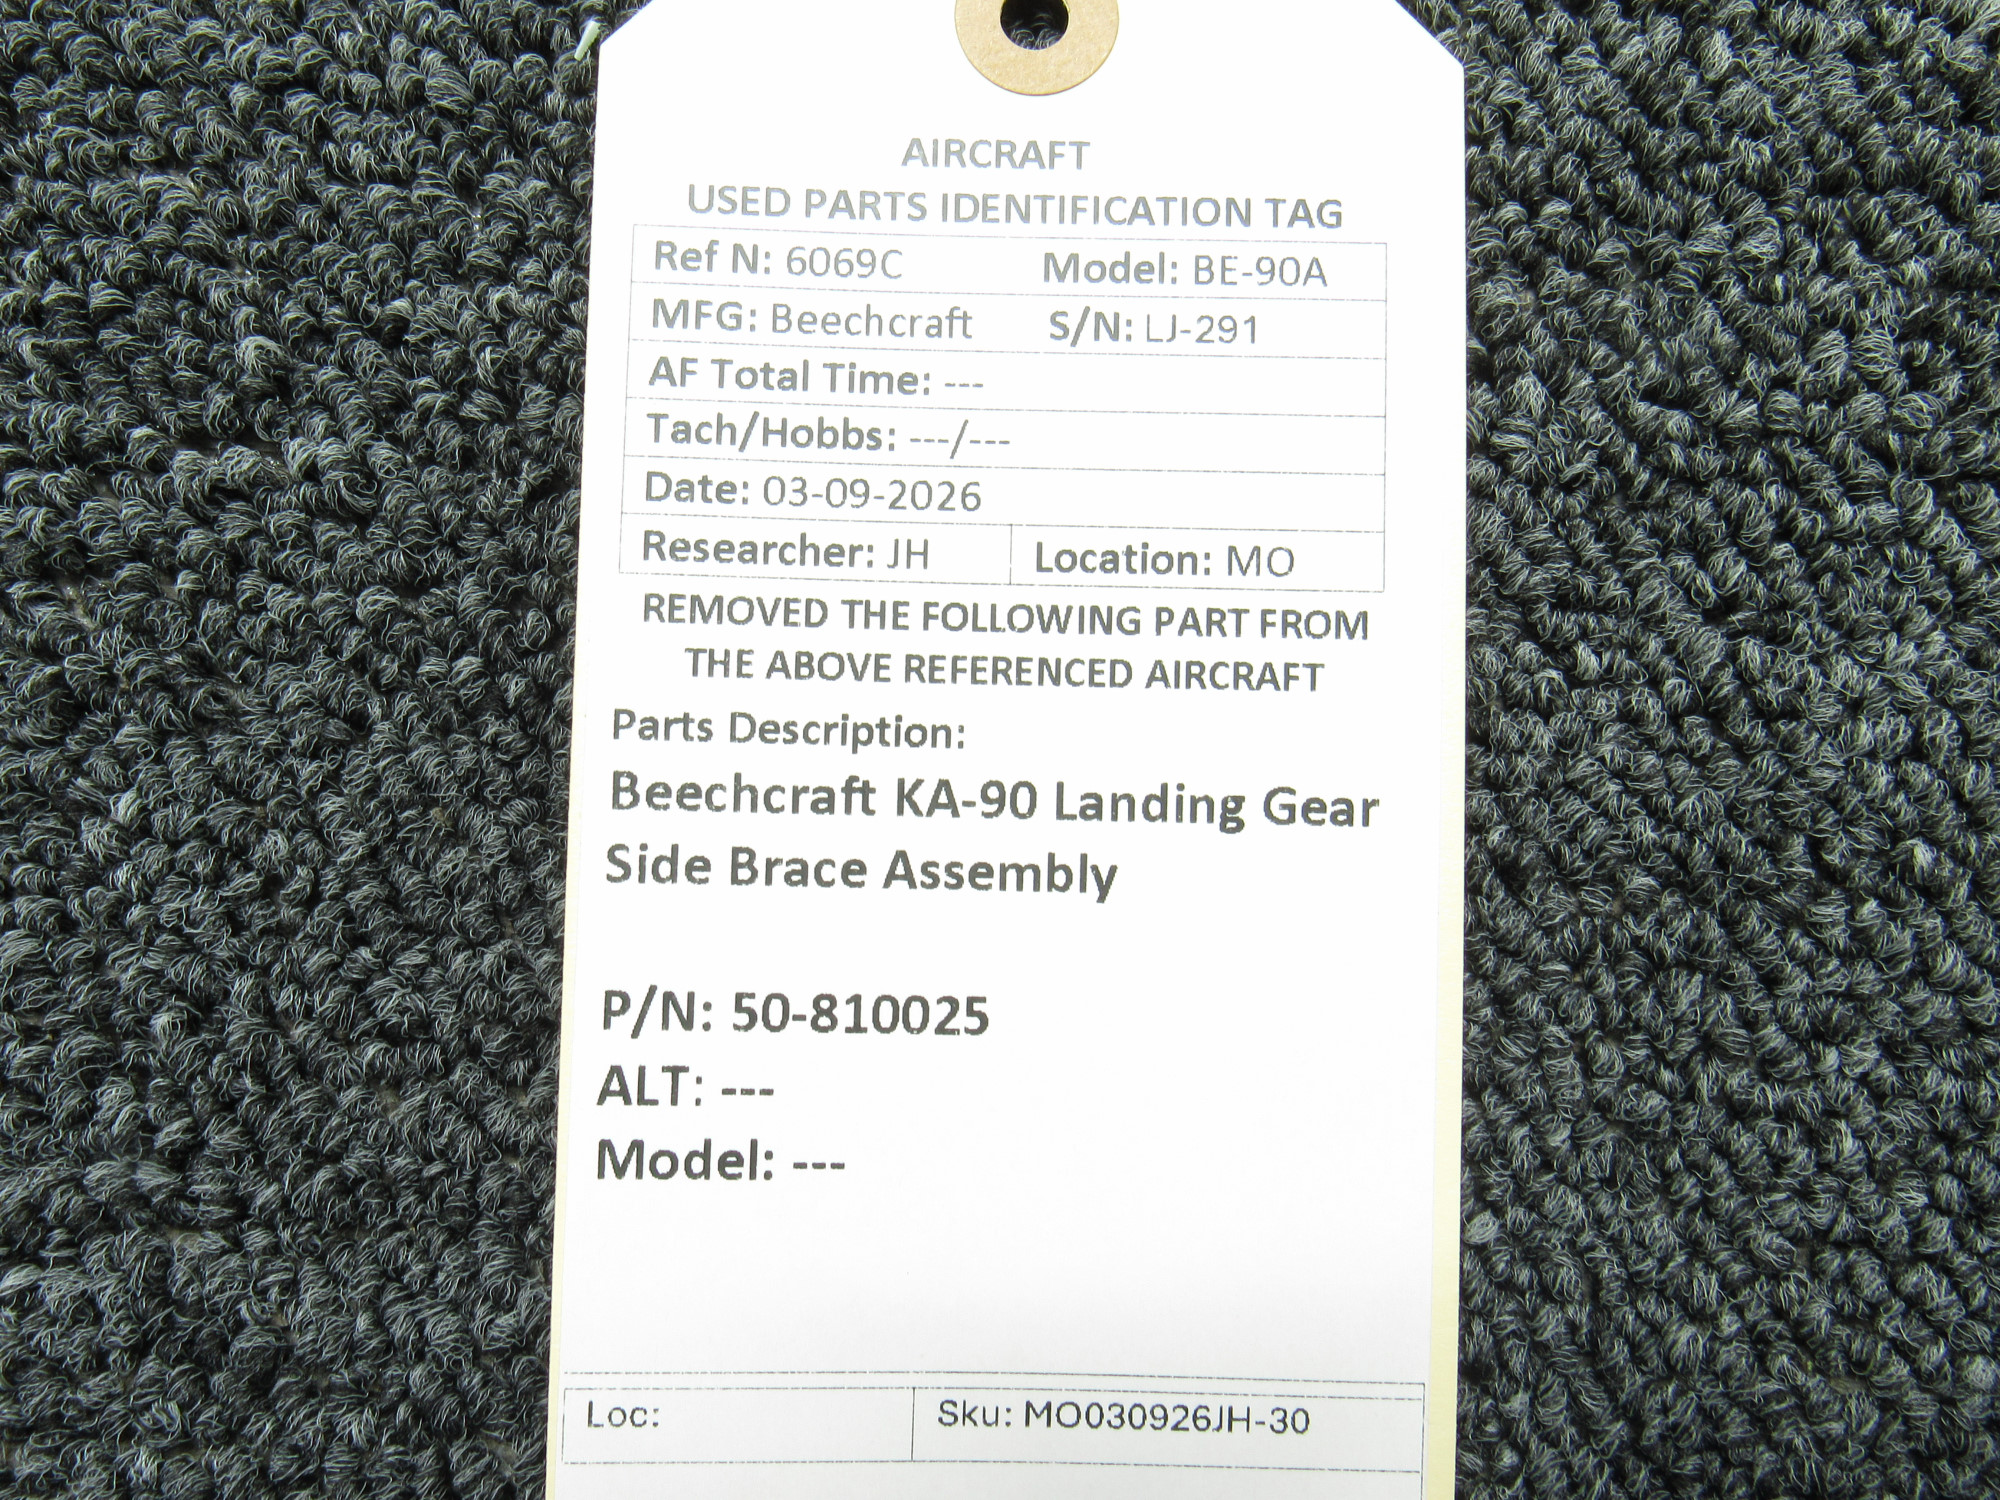 AIRCRAFT
USED PARTS IDENTIFICATION TAG
Ref N: 6069C Model: BE-90A
MFG: Beechcraft S/N: LJ-291
AF Total Time: ---
Tach/Hobbs: ---/---
Date: 03-09-2026
Researcher: JH Location: MO
REMOVED THE FOLLOWING PART FROM
THE ABOVE REFERENCED AIRCRAFT
Parts Description:
Beechcraft KA-90 Landing Gear
Side Brace Assembly
P/N: 50-810025
ALT: ---
Model: ---
Loc: Sku: MO030926JH-30